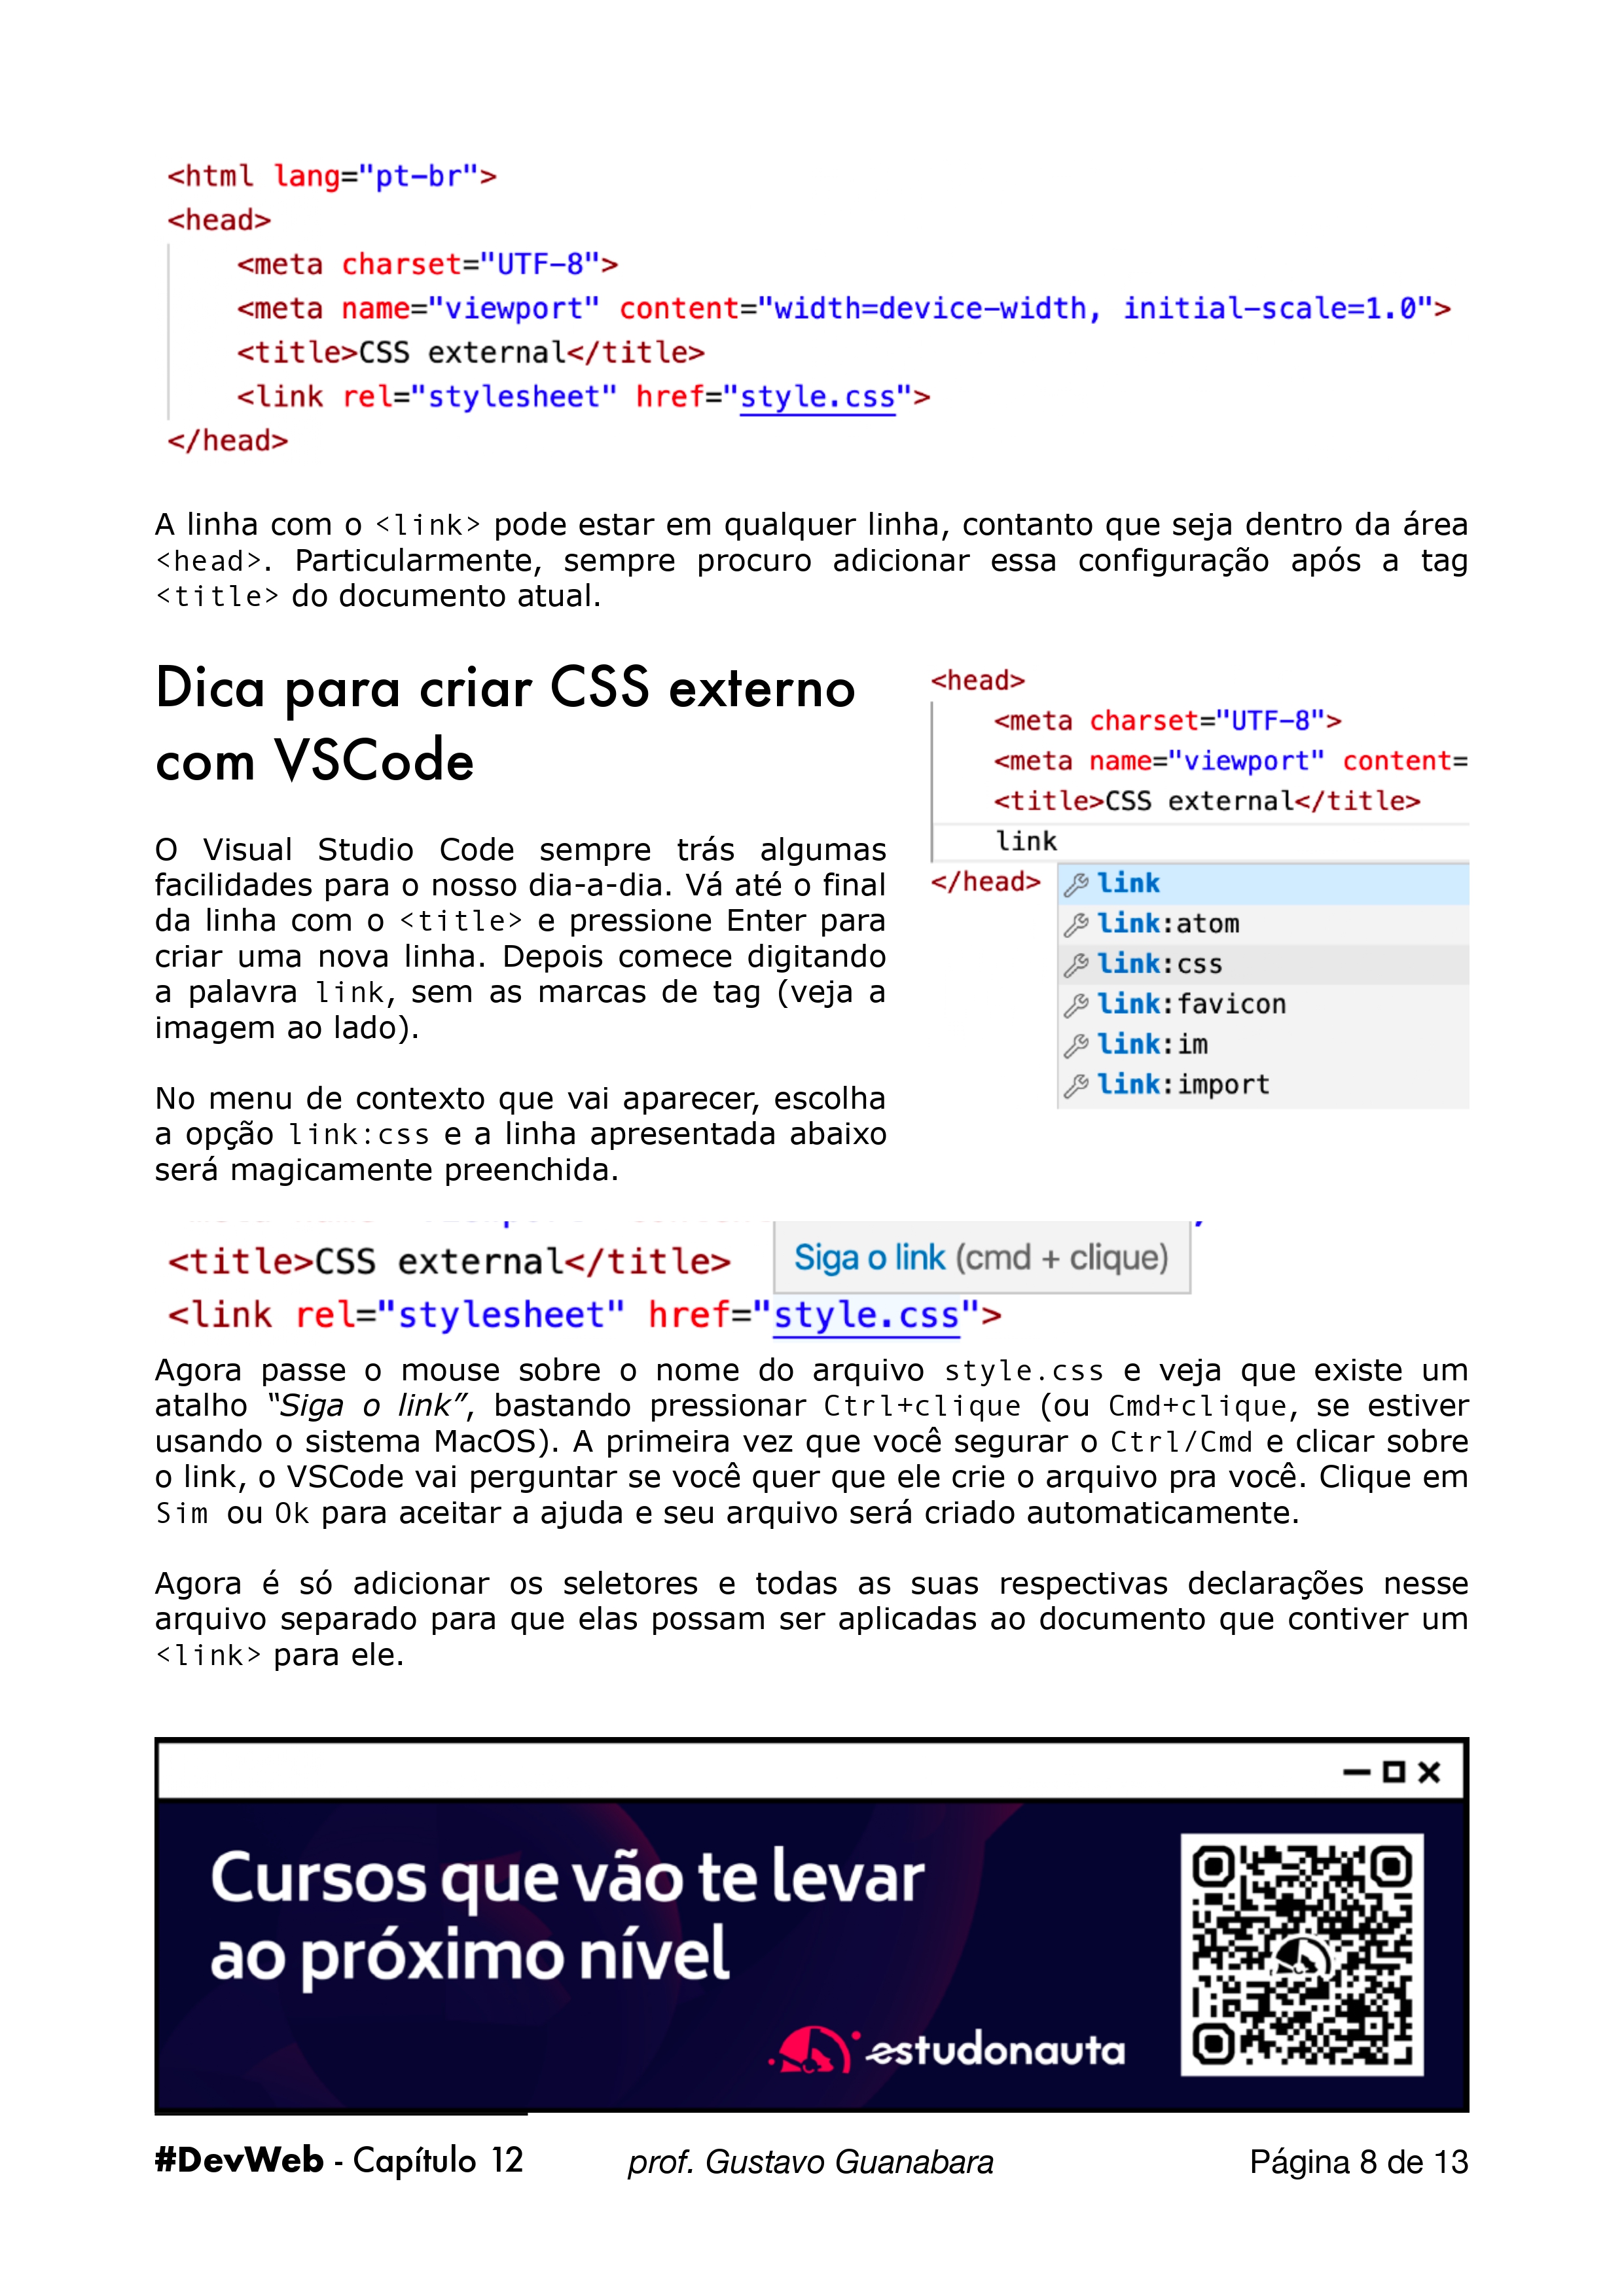 <html lang="pt-br">
<head>
<meta charset="UTF-8">
<meta name="viewport" content="width=device-width, initial-scale=1.0">
<title>CSS external</title>
<link rel="stylesheet" href="style.css">
</head>
A linha com o <link> pode estar em qualquer linha, contanto que seja dentro da área
<head>. Particularmente, sempre procuro adicionar essa configuração após a tag
<title> do documento atual.
Dica para criar CSS externo
com VSCode
O Visual Studio Code sempre trás algumas
facilidades para o nosso dia-a-dia. Vá até o final
da linha com o <title> e pressione Enter para
criar uma nova linha. Depois comece digitando
a palavra link, sem as marcas de tag (veja a
imagem ao lado).
No menu de contexto que vai aparecer, escolha
a opção link:css e a linha apresentada abaixo
será magicamente preenchida.
<head>
<meta charset="UTF-8">
<meta name="viewport" content=
<title>CSS external</title>
link
</head>
link
link:atom
link:css
link:favicon
link:im
link:import
<title>CSS external</title>
Siga o link (cmd + clique)
<link rel="stylesheet" href="style.css">
Agora passe o mouse sobre o nome do arquivo style.css e veja que existe um
atalho “Siga o link”, bastando pressionar Ctrl+clique (ou Cmd+clique, se estiver
usando o sistema MacOS). A primeira vez que você segurar o Ctrl/Cmd e clicar sobre
o link, o VSCode vai perguntar se você quer que ele crie o arquivo pra você. Clique em
Sim ou Ok para aceitar a ajuda e seu arquivo será criado automaticamente.
Agora é só adicionar os seletores e todas as suas respectivas declarações nesse
arquivo separado para que elas possam ser aplicadas ao documento que contiver um
<link> para ele.
Cursos que vão te levar
ao próximo nível
estudonauta
#DevWeb - Capítulo 12
prof. Gustavo Guanabara
Página 8 de 13